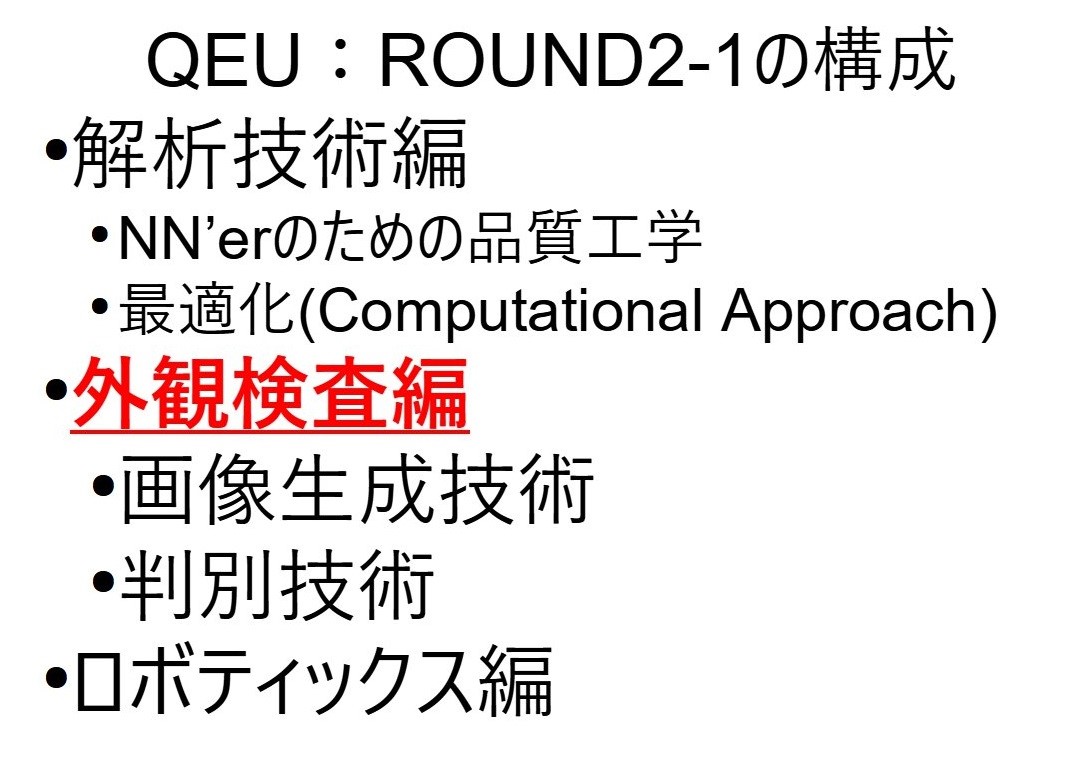 QEU：ROUND2-1の構成
•解析技術編
•NN’erのための品質工学
•最適化(Computational Approach)
•外観検査編
•画像生成技術
•判別技術
•ロボティックス編